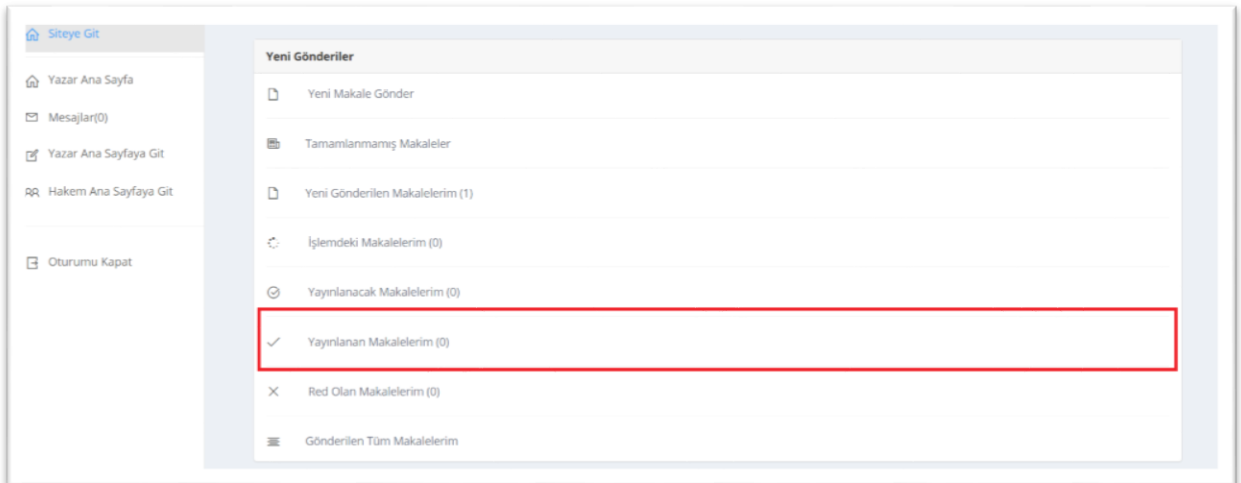 Siteye Git
Yazar Ana Sayfa
Mesajlar(0)
Yazar Ana Sayfaya Git
Hakem Ana Sayfaya Git
Oturumu Kapat
Yeni Gönderiler
Yeni Makale Gönder
Tamamlanmamış Makaleler
Yeni Gönderilen Makalelerim (1)
İşlemdeki Makalelerim (0)
Yayınlanacak Makalelerim (0)
Yayınlanan Makalelerim (0)
Red Olan Makalelerim (0)
Gönderilen Tüm Makalelerim